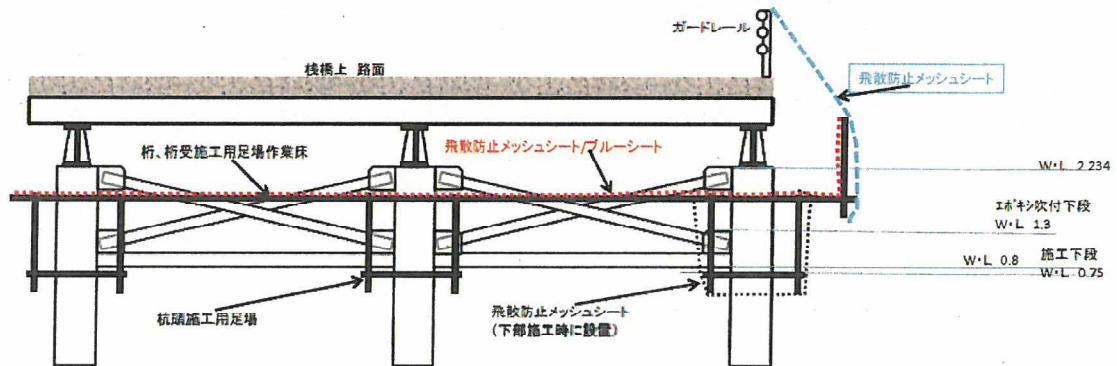 ガードレール
桟橋上 路面
飛散防止メッシュシート
桁、桁受施工用足場作業床
飛散防止メッシュシート/ブルーシート
W・L 2.234
エポキシ吹付下段
W・L 1.3
W・L 0.8
施工下段
W・L 0.75
杭頭施工用足場
飛散防止メッシュシート
(下部施工時に設置)